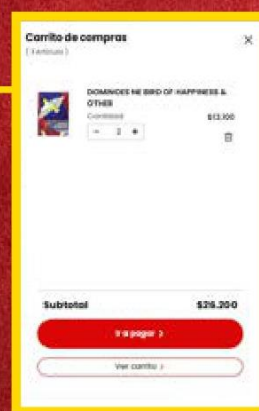 Carrito de compras
( 1 Artículo )
DOMINOES NE BIRD OF HAPPINESS &
OTHER
Cantidad
$13.100
- 2 +
Subtotal
$26.200
Ir a pagar >
Ver carrito >